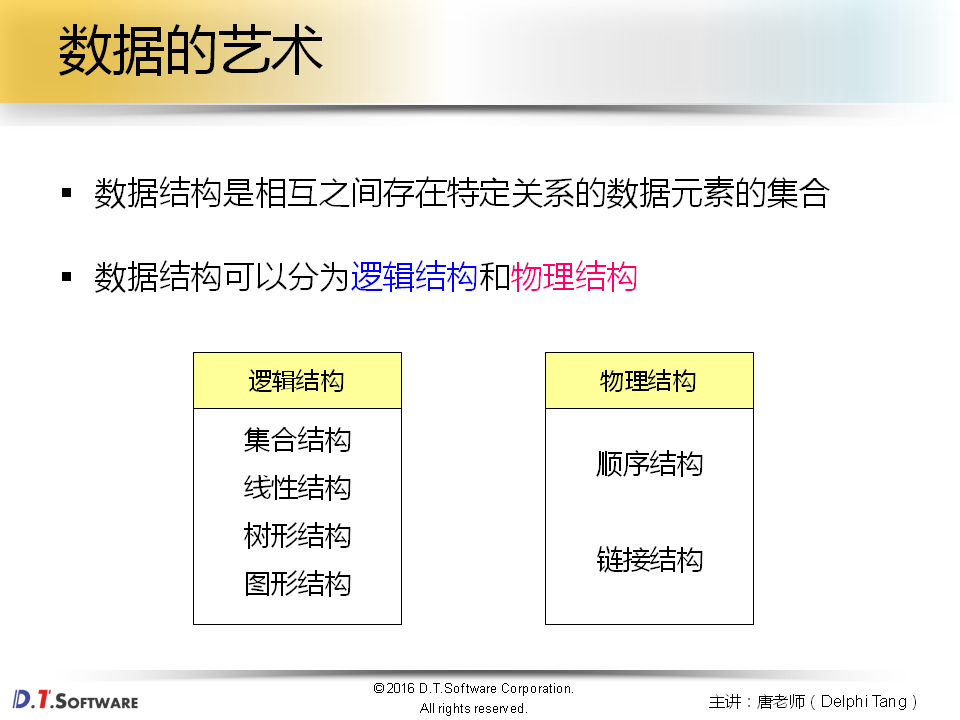 数据的艺术
▪ 数据结构是相互之间存在特定关系的数据元素的集合
▪ 数据结构可以分为逻辑结构和物理结构
逻辑结构
集合结构
线性结构
树形结构
图形结构
物理结构
顺序结构
链接结构
D.T.SOFTWARE
©2016 D.T.Software Corporation.
All rights reserved.
主讲：唐老师（Delphi Tang）